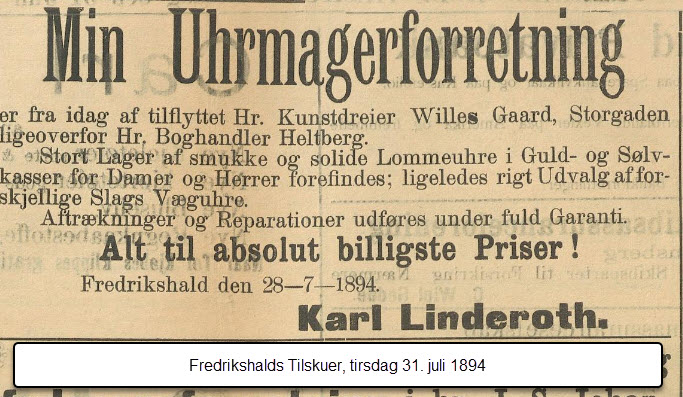 Min Uhrmagerforretning
er fra idag af tilflyttet Hr. Kunstdreier Willes Gaard, Storgaden
ligeoverfor Hr. Boghandler Heltberg.
Stort Lager af smukke og solide Lommeuhre i Guld- og Sølv-
kasser for Damer og Herrer forefindes; ligeledes rigt Udvalg af for-
skjellige Slags Væguhre.
Aftrækninger og Reparationer udføres under fuld Garanti.
Alt til absolut billigste Priser!
Fredrikshald den 28—7—1894.
Karl Linderoth.
Fredrikshalds Tilskuer, tirsdag 31. juli 1894